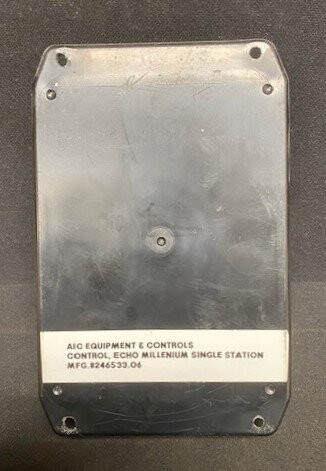 AIC EQUIPMENT & CONTROLS
CONTROL, ECHO MILLENIUM SINGLE STATION
MFG.#246533.06